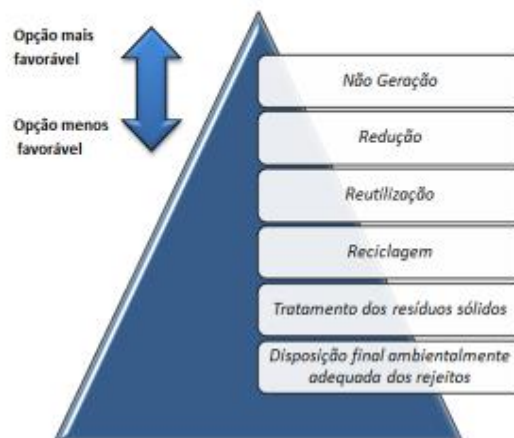 Opção mais
favorável
Opção menos
favorável
Não Geração
Redução
Reutilização
Reciclagem
Tratamento dos resíduos sólidos
Disposição final ambientalmente
adequada dos rejeitos